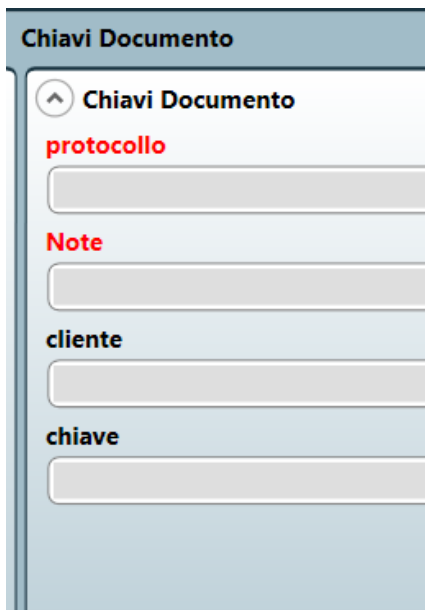 Chiavi Documento
Chiavi Documento
protocollo
Note
cliente
chiave